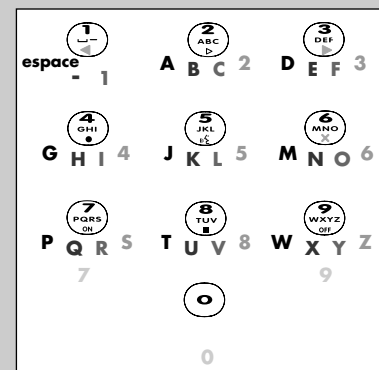 1 2 3
ABC DEF
espace - 1 A B C 2 D E F 3
4 5 6
GHI JKL MNO
G H I 4 J K L 5 M N O 6
7 8 9
PQRS TUV WXYZ
ON OFF
P Q R S T U V 8 W X Y Z
7 9
0
0